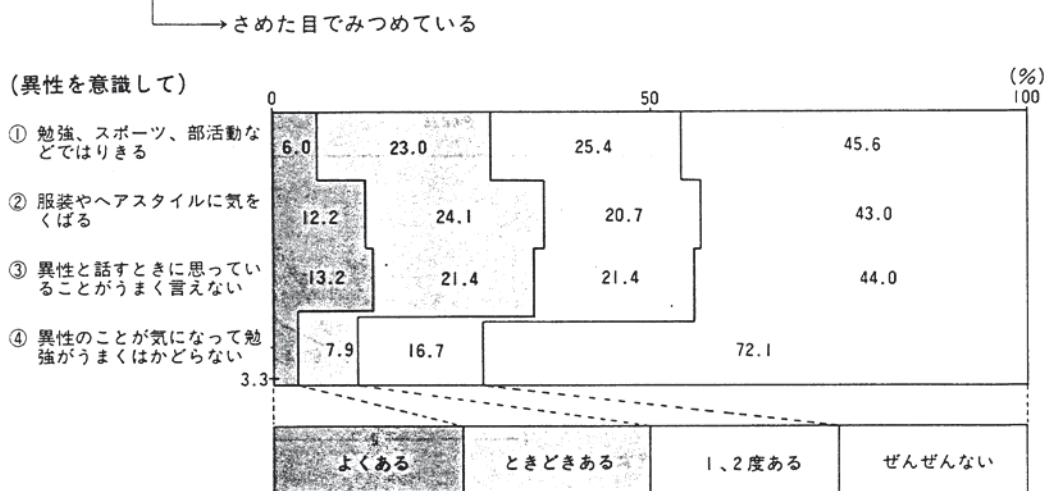 さめた目でみつめている
(異性を意識して)
(%)
0 50 100
① 勉強、スポーツ、部活動な
どではりきる
6.0 23.0 25.4 45.6
② 服装やヘアスタイルに気を
くばる
12.2 24.1 20.7 43.0
③ 異性と話すときに思ってい
ることがうまく言えない
13.2 21.4 21.4 44.0
④ 異性のことが気になって勉
強がうまくはかどらない
3.3 7.9 16.7 72.1
よくある ときどきある 1、2度ある ぜんぜんない